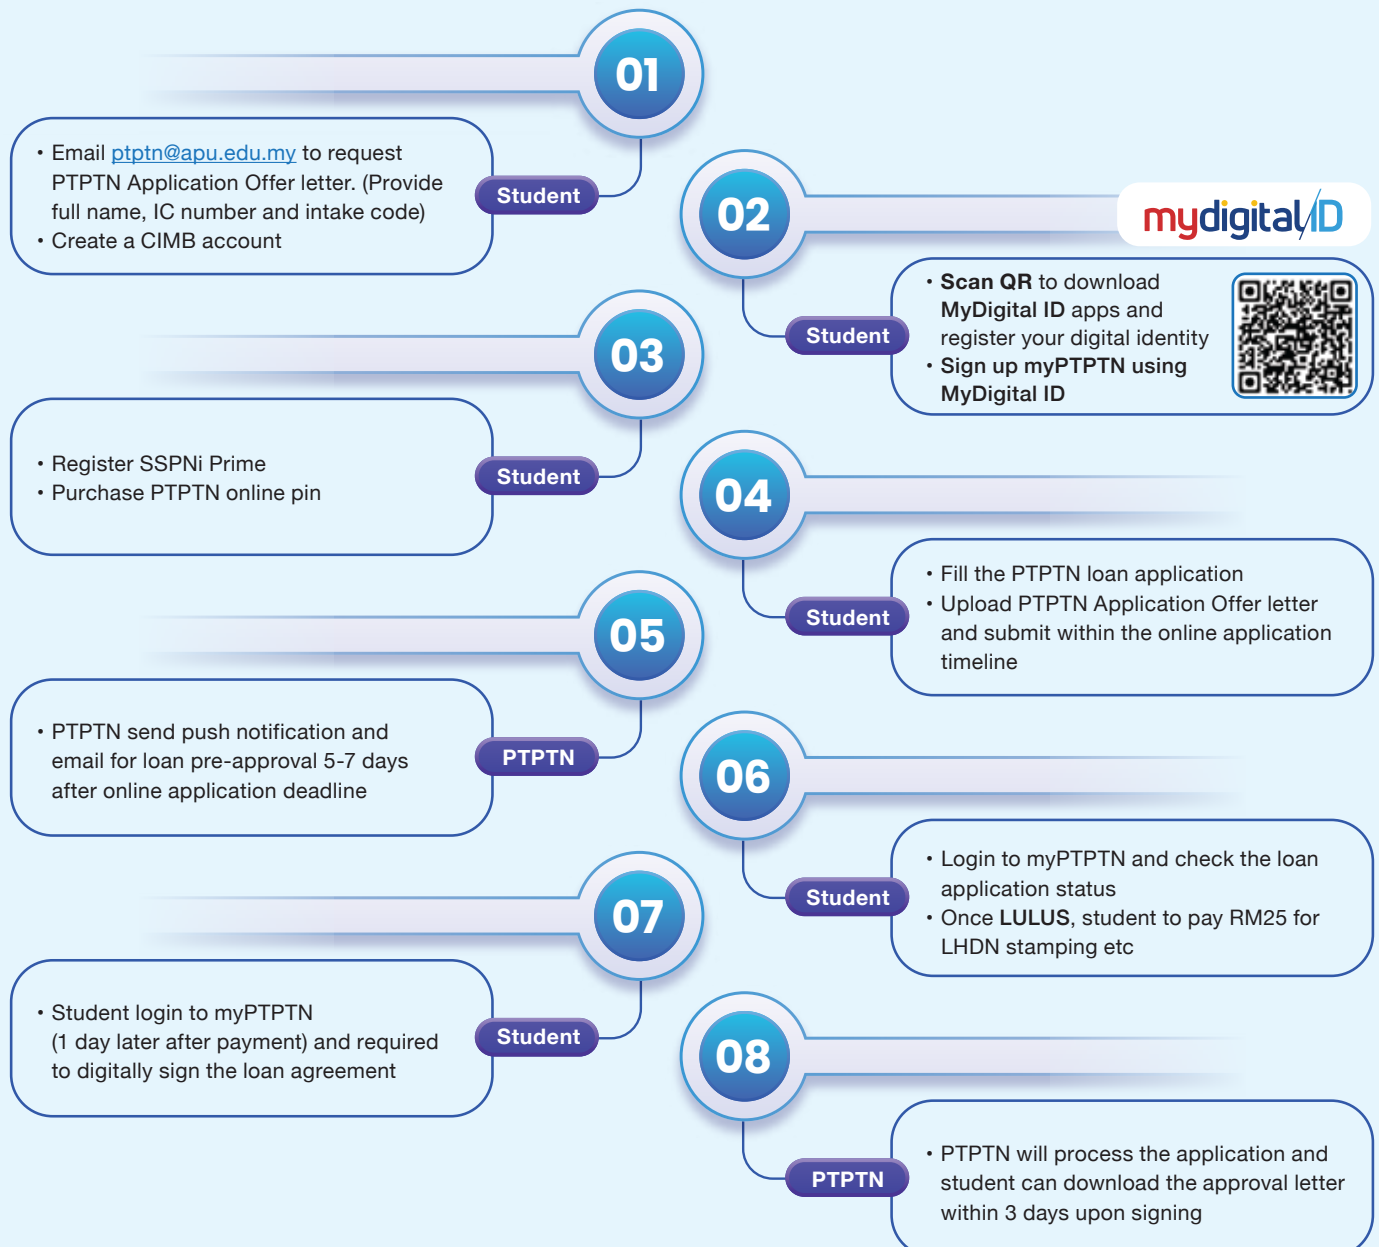 01
• Email ptptn@apu.edu.my to request
PTPTN Application Offer letter. (Provide
full name, IC number and intake code)
• Create a CIMB account
Student
02
mydigital ID
• Scan QR to download
MyDigital ID apps and
register your digital identity
• Sign up myPTPTN using
MyDigital ID
Student
03
• Register SSPNi Prime
• Purchase PTPTN online pin
Student
04
• Fill the PTPTN loan application
• Upload PTPTN Application Offer letter
and submit within the online application
timeline
Student
05
• PTPTN send push notification and
email for loan pre-approval 5-7 days
after online application deadline
PTPTN
06
• Login to myPTPTN and check the loan
application status
• Once LULUS, student to pay RM25 for
LHDN stamping etc
Student
07
• Student login to myPTPTN
(1 day later after payment) and required
to digitally sign the loan agreement
Student
08
• PTPTN will process the application and
student can download the approval letter
within 3 days upon signing
PTPTN